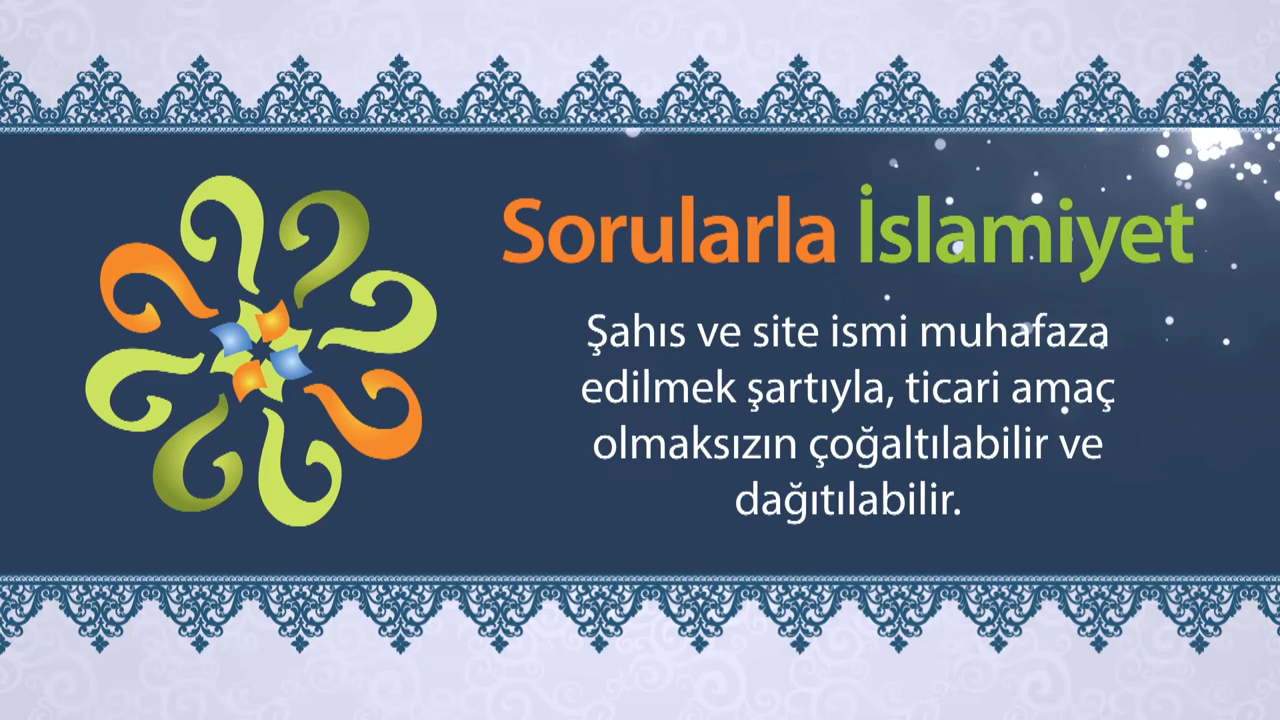 Sorularla İslamiyet
Şahıs ve site ismi muhafaza
edilmek şartıyla, ticari amaç
olmaksızın çoğaltılabilir ve
dağıtılabilir.